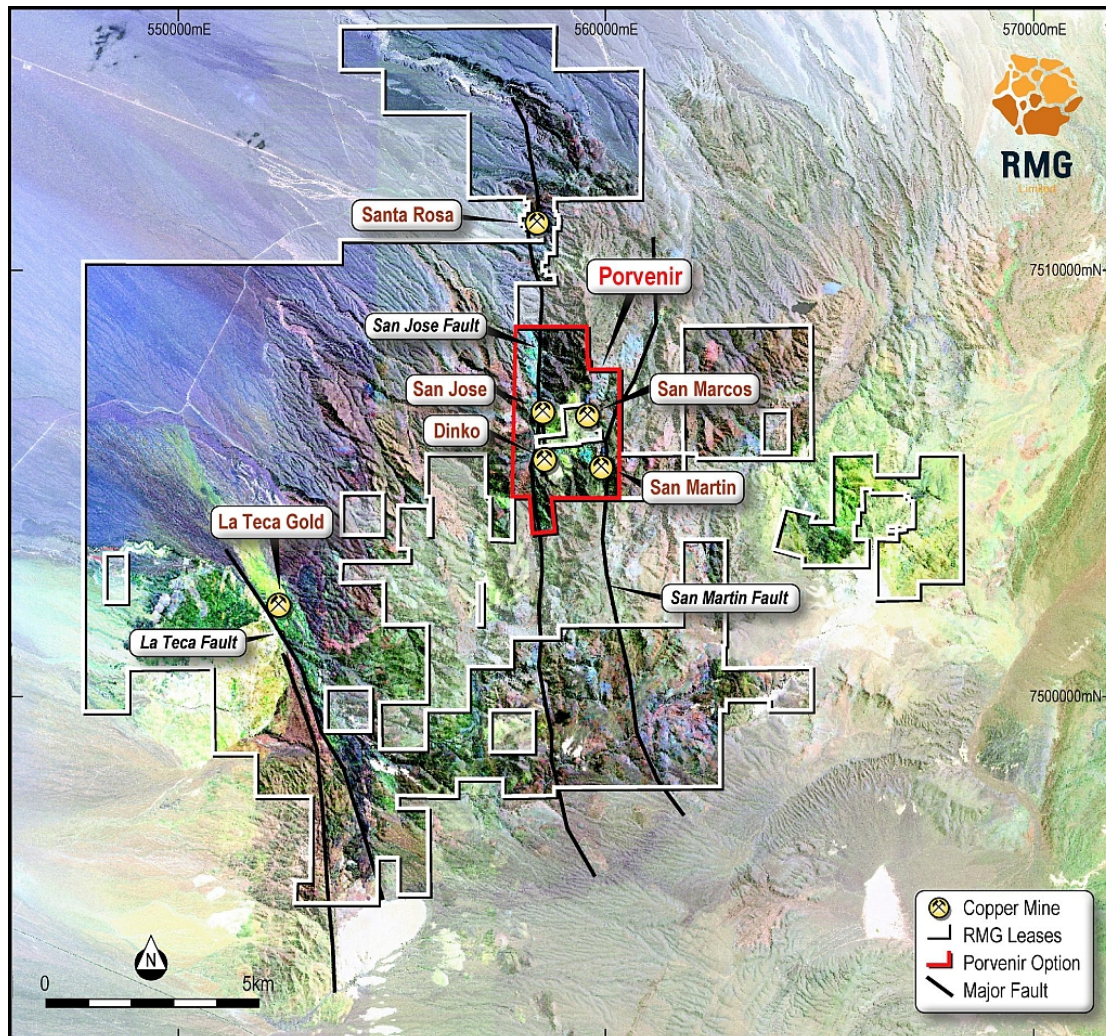 550000mE
560000mE
570000mE
RMG
Limited
Santa Rosa
7510000mN
Porvenir
San Jose Fault
San Jose
San Marcos
Dinko
San Martin
La Teca Gold
San Martin Fault
La Teca Fault
7500000mN
N
0
5km
Copper Mine
RMG Leases
Porvenir Option
Major Fault